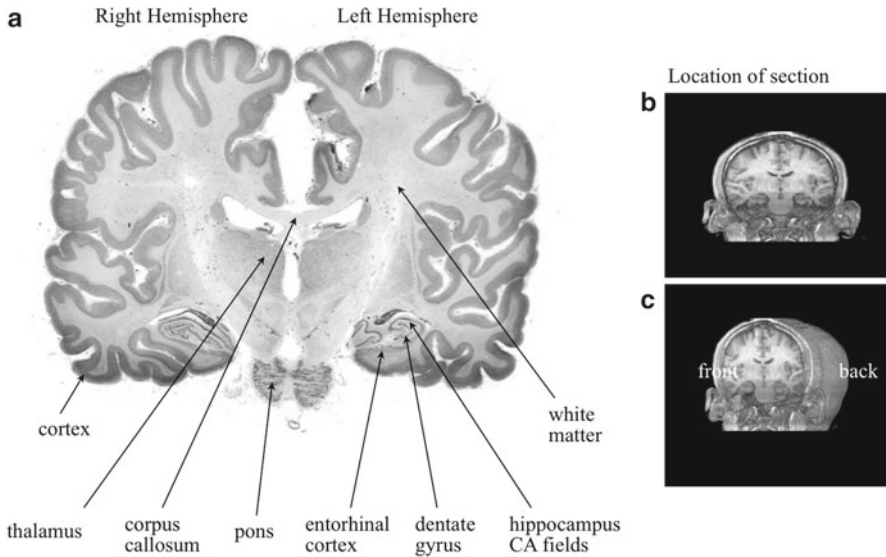 a
Right Hemisphere
Left Hemisphere
cortex
white
matter
thalamus
corpus
callosum
pons
entorhinal
cortex
dentate
gyrus
hippocampus
CA fields
Location of section
b
c
front
back